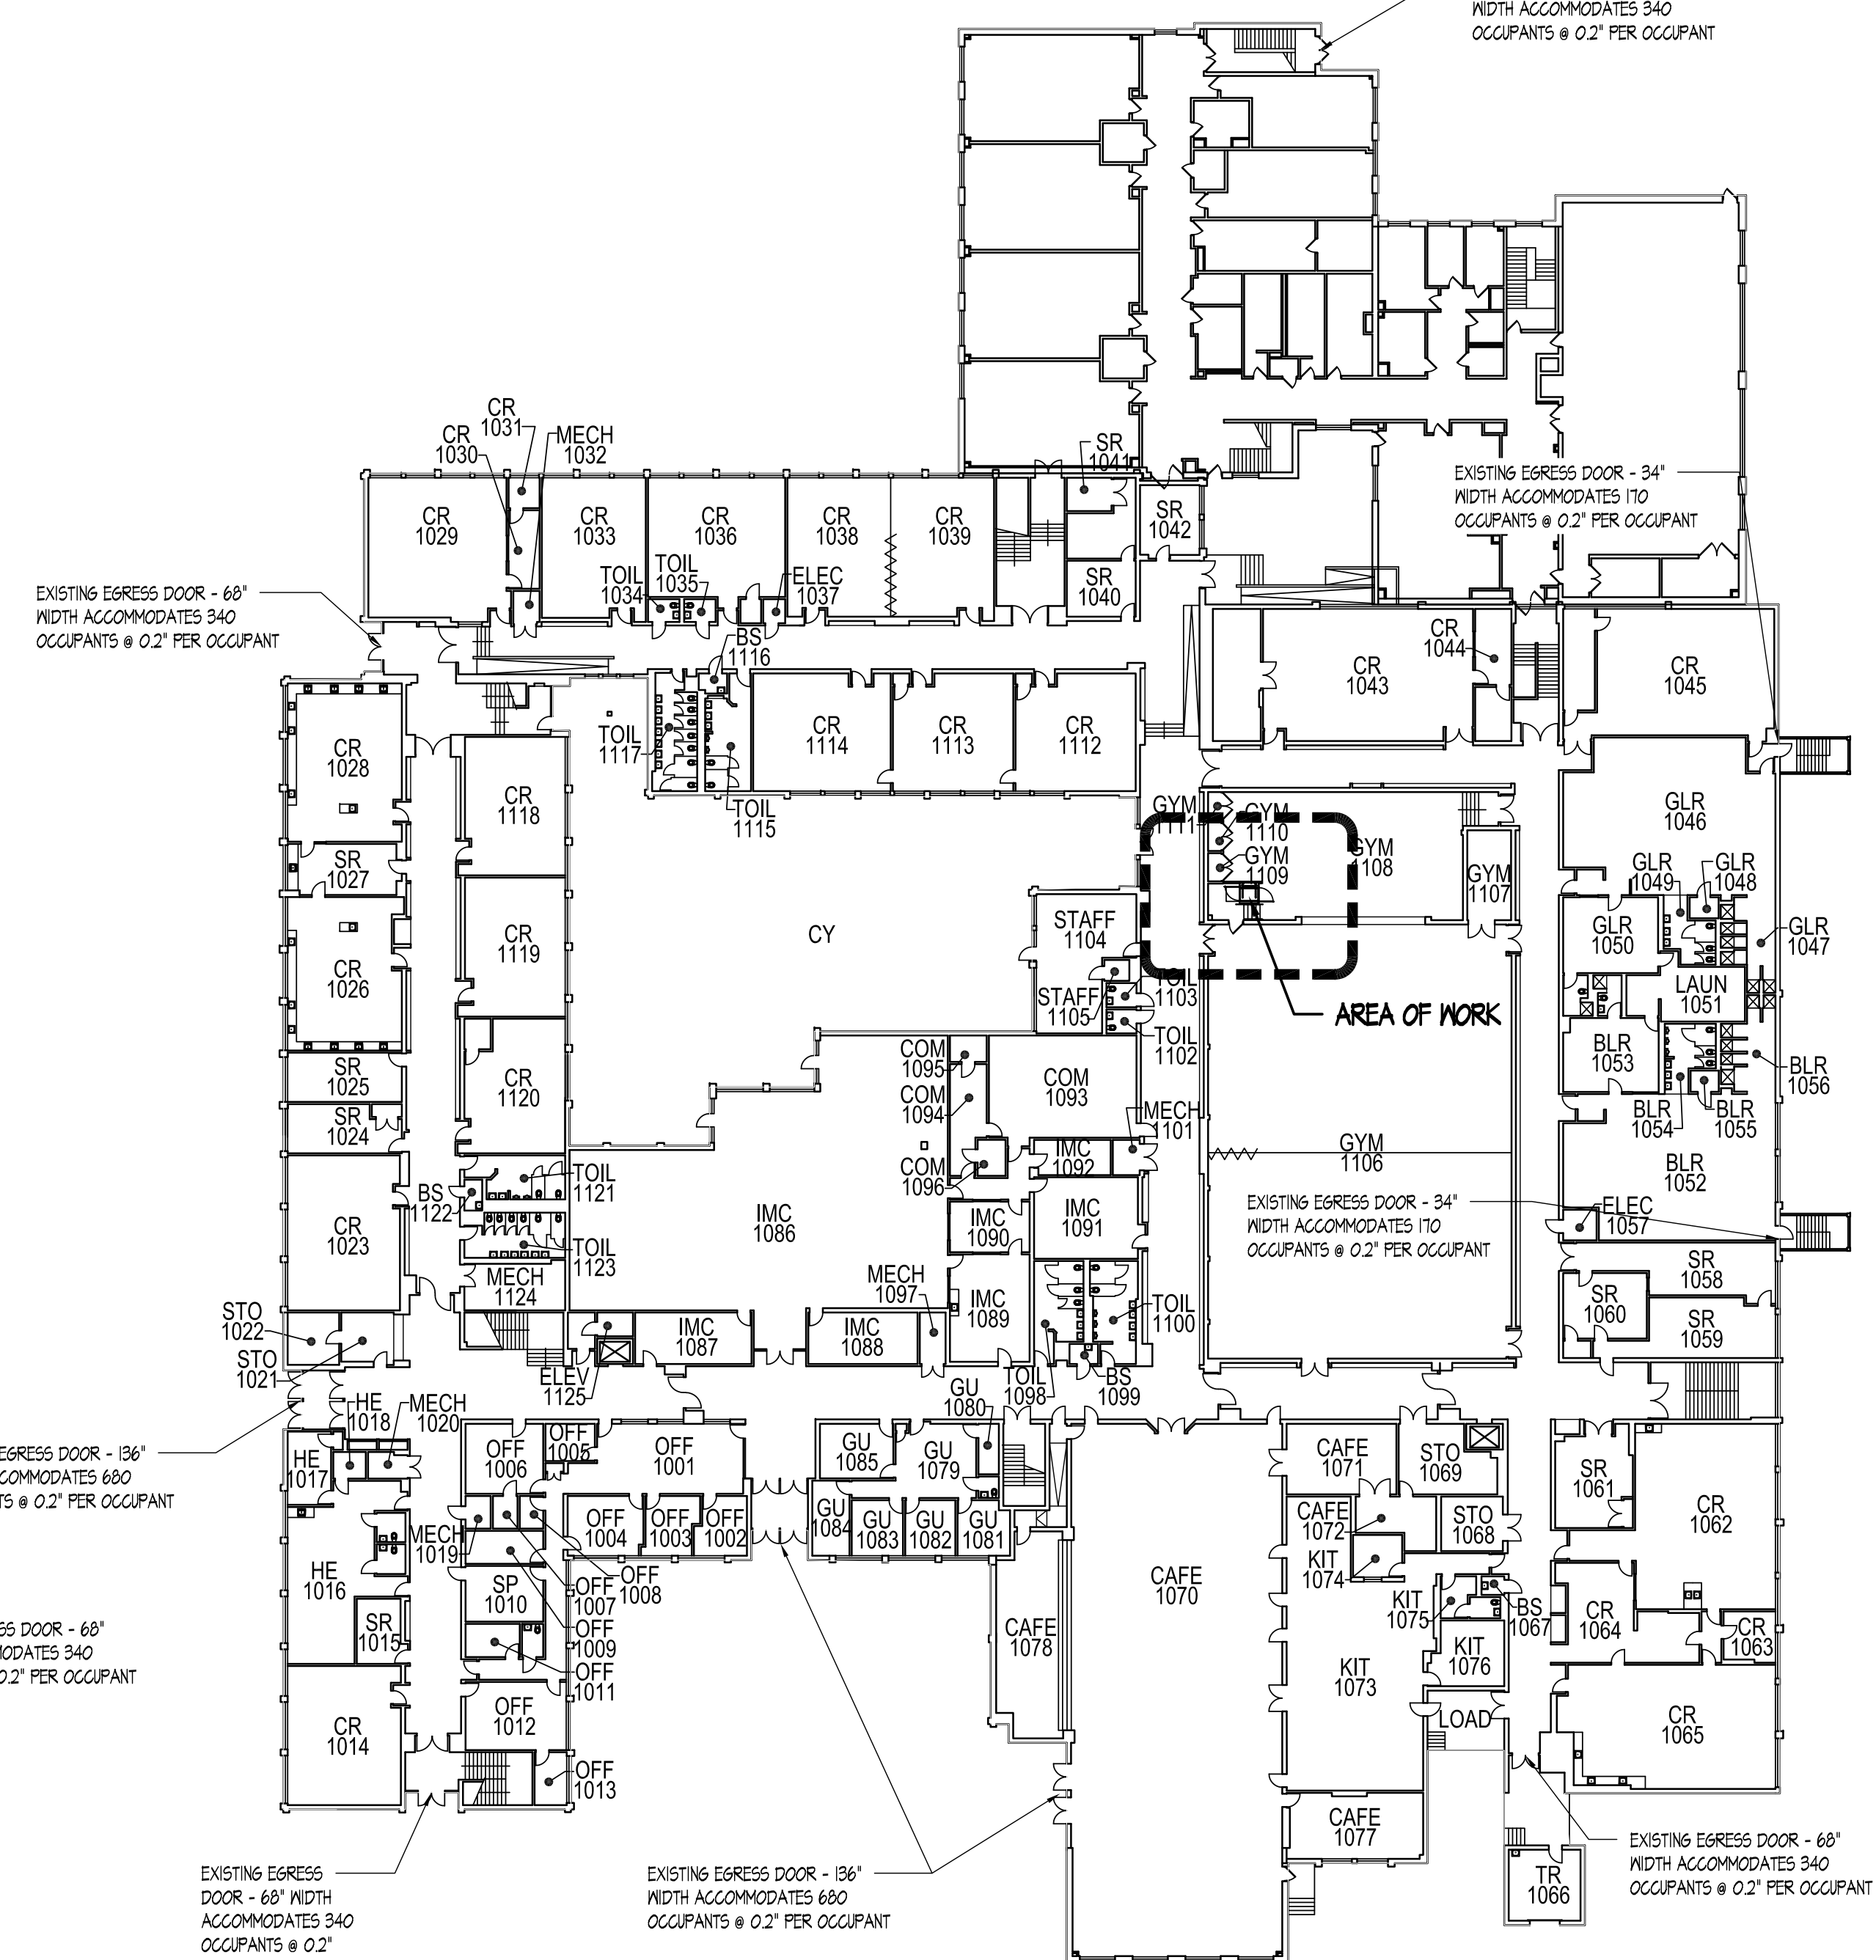 WIDTH ACCOMMODATES 340
OCCUPANTS @ 0.2" PER OCCUPANT
CR
1031
CR
1030
MECH
1032
SR
1041
EXISTING EGRESS DOOR - 34"
WIDTH ACCOMMODATES 170
OCCUPANTS @ 0.2" PER OCCUPANT
CR
1029
CR
1033
CR
1036
CR
1038
CR
1039
SR
1042
TOIL
1034
TOIL
1035
ELEC
1037
SR
1040
EXISTING EGRESS DOOR - 68"
WIDTH ACCOMMODATES 340
OCCUPANTS @ 0.2" PER OCCUPANT
BS
1116
CR
1044
CR
1043
CR
1045
TOIL
1117
CR
1114
CR
1113
CR
1112
CR
1028
CR
1118
TOIL
1115
GYM
1111
GYM
1110
GYM
1109
GYM
1108
GYM
1107
GLR
1046
GLR
1049
GLR
1048
SR
1027
CR
1119
CY
STAFF
1104
GLR
1050
GLR
1047
CR
1026
STAFF
1105
TOIL
1103
LAUN
1051
AREA OF WORK
TOIL
1102
COM
1095
COM
1093
BLR
1053
BLR
1056
SR
1025
CR
1120
COM
1094
MECH
1101
SR
1024
BLR
1054
BLR
1055
IMC
1092
GYM
1106
COM
1096
TOIL
1121
BLR
1052
BS
1122
EXISTING EGRESS DOOR - 34"
WIDTH ACCOMMODATES 170
OCCUPANTS @ 0.2" PER OCCUPANT
ELEC
1057
CR
1023
IMC
1086
IMC
1090
IMC
1091
TOIL
1123
MECH
1124
MECH
1097
SR
1058
STO
1022
IMC
1087
IMC
1088
IMC
1089
TOIL
1100
SR
1060
SR
1059
STO
1021
ELEV
1125
TOIL
1098
BS
1099
GU
1080
HE
1018
MECH
1020
EGRESS DOOR - 136"
COMMODATES 680
TS @ 0.2" PER OCCUPANT
HE
1017
OFF
1006
OFF
1005
OFF
1001
GU
1085
GU
1079
CAFE
1071
STO
1069
SR
1061
OFF
1004
OFF
1003
OFF
1002
GU
1084
GU
1083
GU
1082
GU
1081
CAFE
1072
STO
1068
CR
1062
MECH
1019
HE
1016
SP
1010
OFF
1007
OFF
1008
CAFE
1070
KIT
1074
KIT
1075
BS
1067
SS DOOR - 68"
MODATES 340
0.2" PER OCCUPANT
SR
1015
OFF
1009
CAFE
1078
CR
1064
CR
1063
KIT
1076
OFF
1011
KIT
1073
CR
1014
OFF
1012
LOAD
CR
1065
OFF
1013
CAFE
1077
EXISTING EGRESS
DOOR - 68" WIDTH
ACCOMMODATES 340
OCCUPANTS @ 0.2"
EXISTING EGRESS DOOR - 136"
WIDTH ACCOMMODATES 680
OCCUPANTS @ 0.2" PER OCCUPANT
TR
1066
EXISTING EGRESS DOOR - 68"
WIDTH ACCOMMODATES 340
OCCUPANTS @ 0.2" PER OCCUPANT